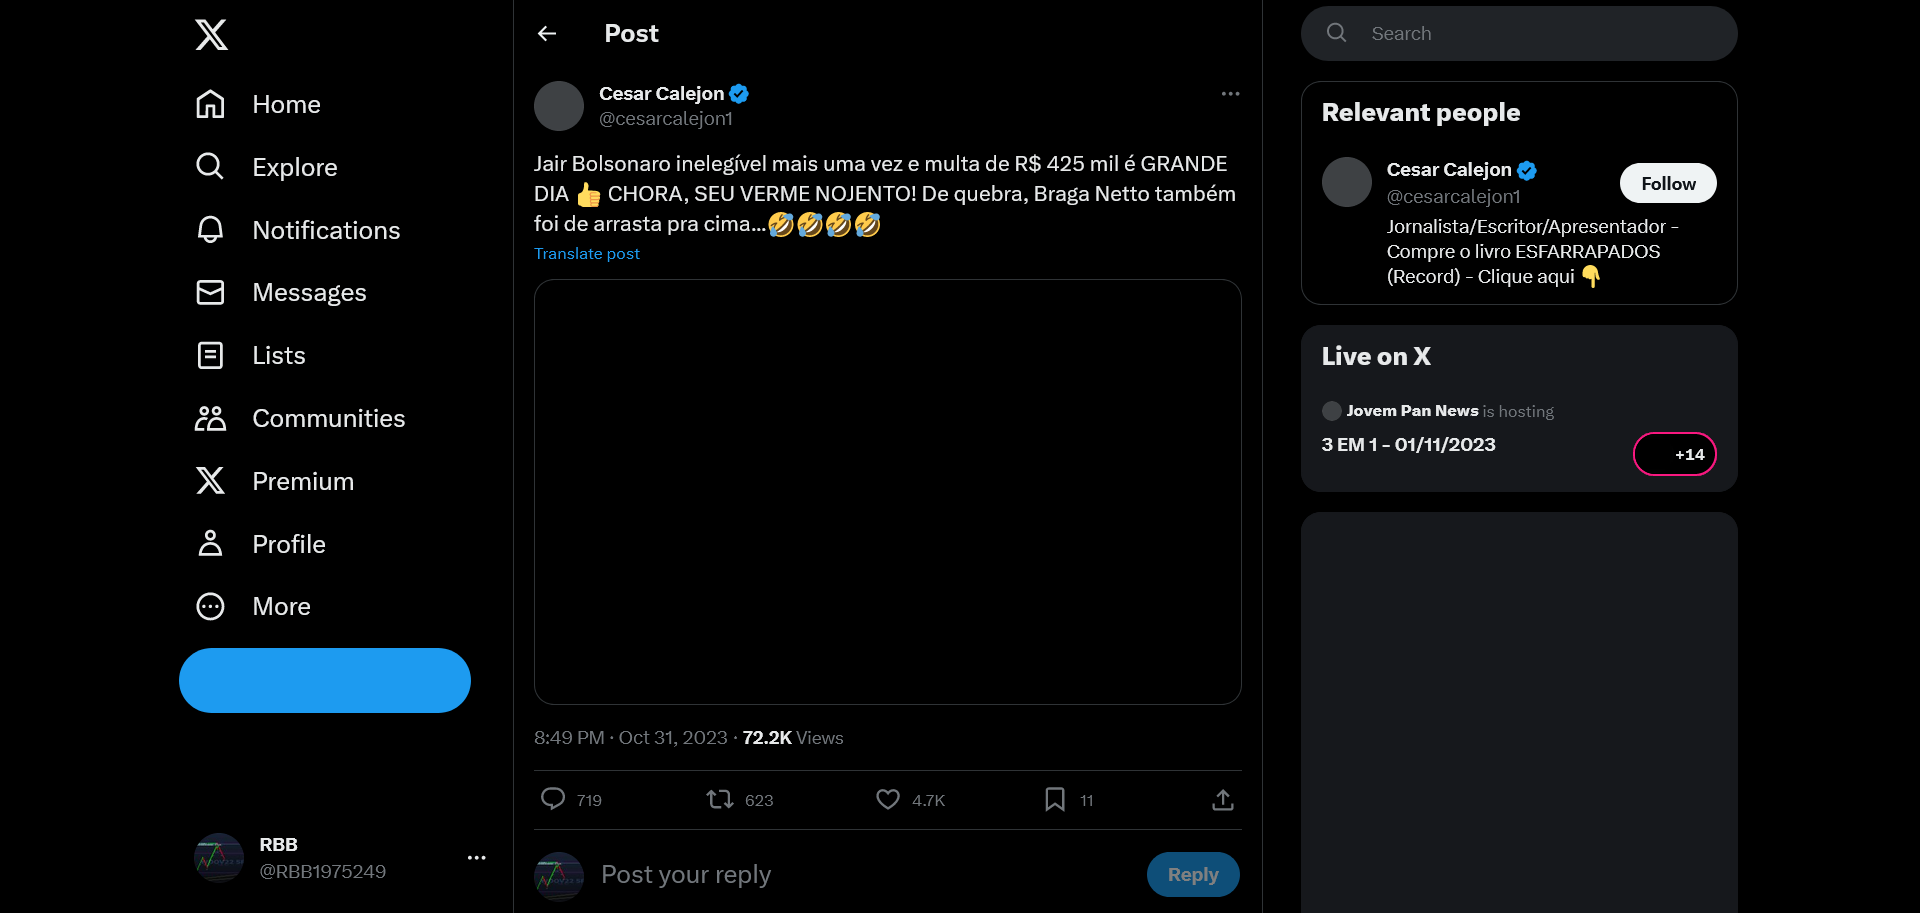 Home
Explore
Notifications
Messages
Lists
Communities
Premium
Profile
More
RBB
@RBB1975249
Post
Cesar Calejon
@cesarcalejon1
Jair Bolsonaro inelegível mais uma vez e multa de R$ 425 mil é GRANDE
DIA 👍 CHORA, SEU VERME NOJENTO! De quebra, Braga Netto também
foi de arrasta pra cima...🤣🤣🤣🤣
Translate post
8:49 PM · Oct 31, 2023 · 72.2K Views
719 623 4.7K 11
Post your reply
Reply
Search
Relevant people
Cesar Calejon
@cesarcalejon1
Follow
Jornalista/Escritor/Apresentador -
Compre o livro ESFARRAPADOS
(Record) - Clique aqui 👇
Live on X
Jovem Pan News is hosting
3 EM 1 - 01/11/2023
+14